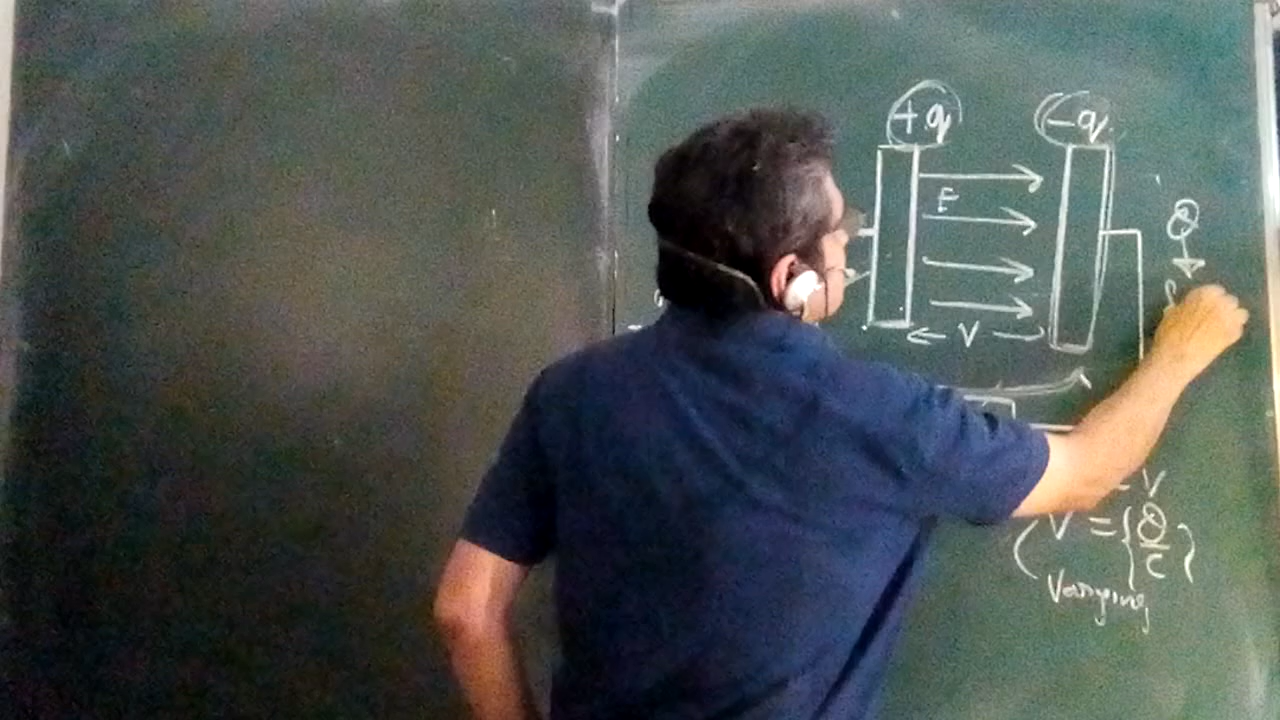 +q -q
E
Q
V
V
V = { Q/C }
Varying